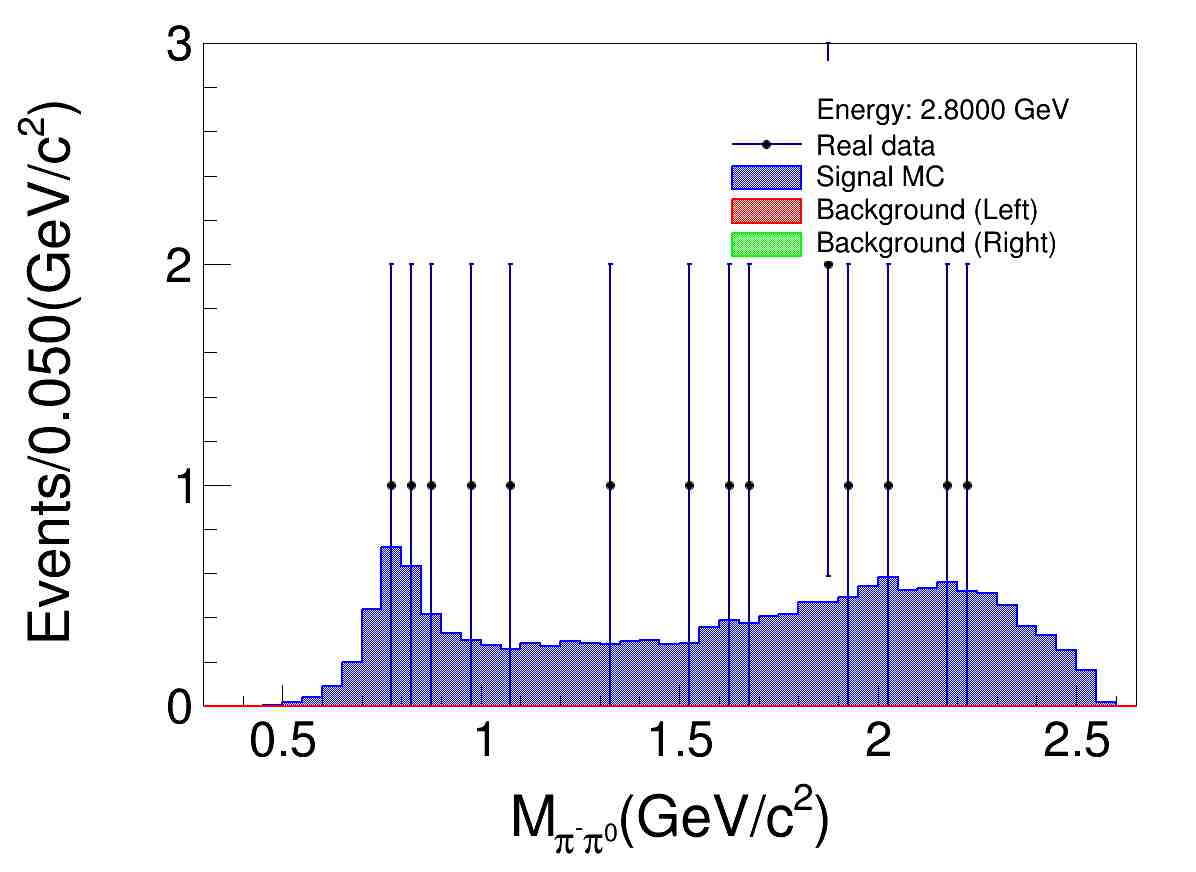 Events/0.050(GeV/c²)
3
2
1
0
Energy: 2.8000 GeV
Real data
Signal MC
Background (Left)
Background (Right)
0.5 1 1.5 2 2.5
M_π⁻π⁰(GeV/c²)